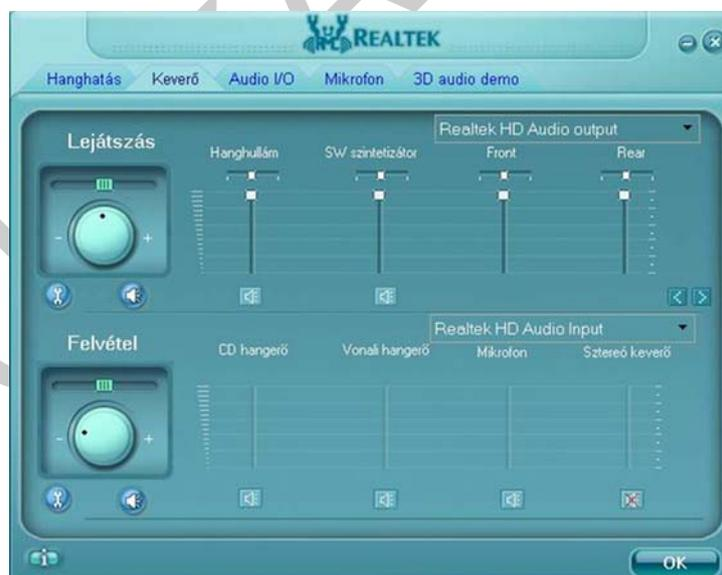 REALTEK
Hanghatás Keverő Audio I/O Mikrofon 3D audio demo
Lejátszás
Realtek HD Audio output
Hanghullám SW szintetizátor Front Rear
- +
Felvétel
Realtek HD Audio Input
CD hangerő Vonali hangerő Mikrofon Sztereó keverő
- +
i
OK